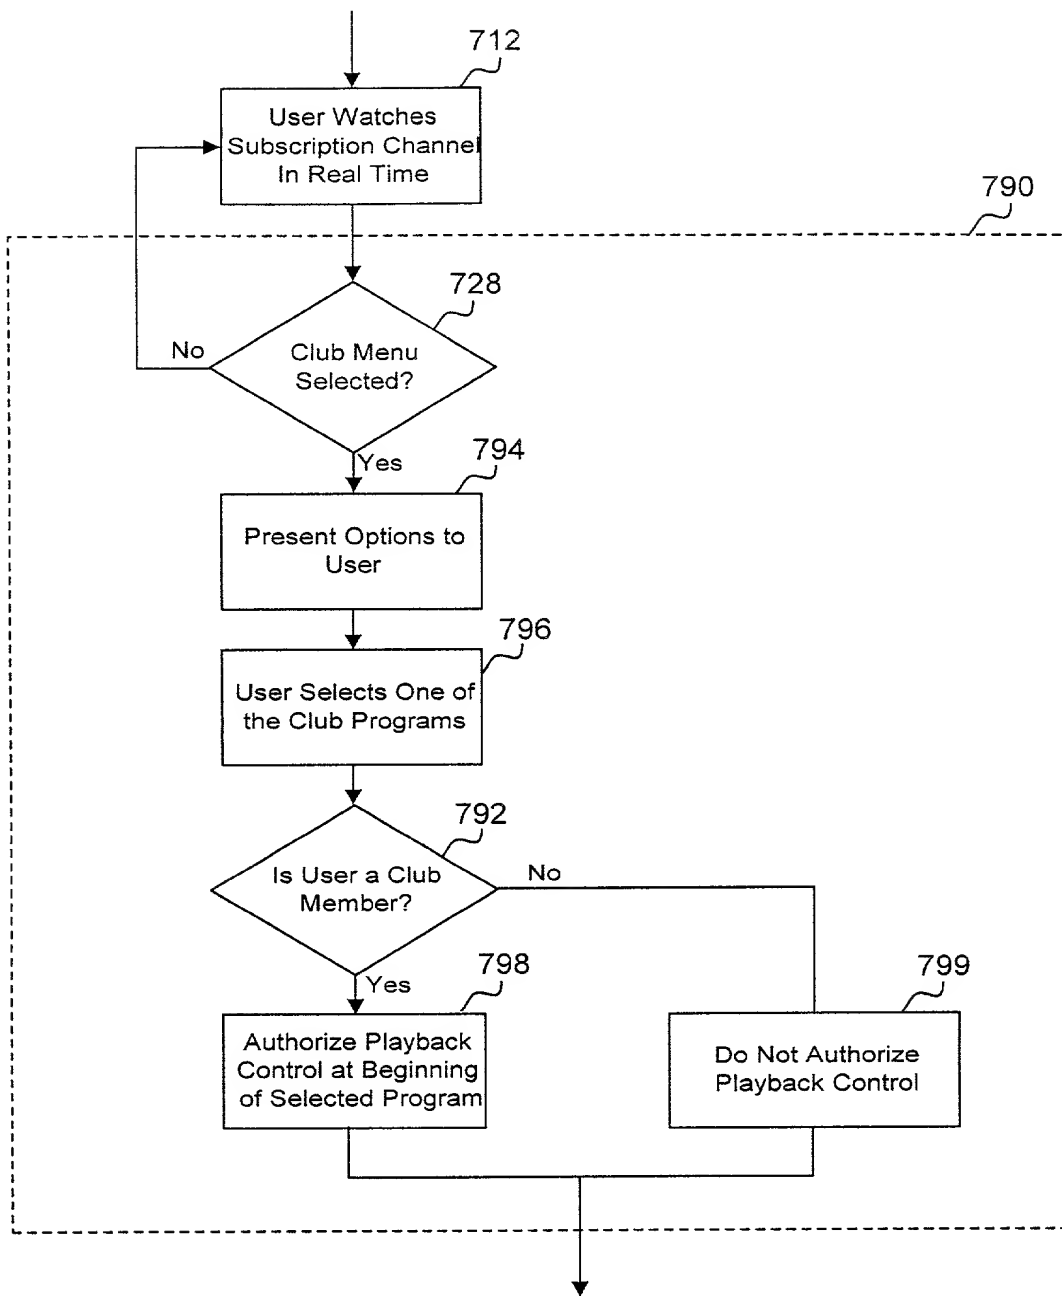 712
User Watches
Subscription Channel
In Real Time
790
728
Club Menu
Selected?
No
Yes
794
Present Options to
User
796
User Selects One of
the Club Programs
792
Is User a Club
Member?
No
Yes
798
Authorize Playback
Control at Beginning
of Selected Program
799
Do Not Authorize
Playback Control